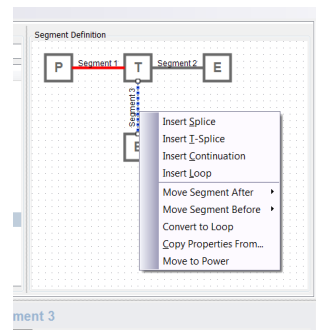 Segment Definition
P Segment 1 T Segment 2 E
Segment 3
Insert Splice
Insert T-Splice
Insert Continuation
Insert Loop
Move Segment After
Move Segment Before
Convert to Loop
Copy Properties From...
Move to Power
ment 3